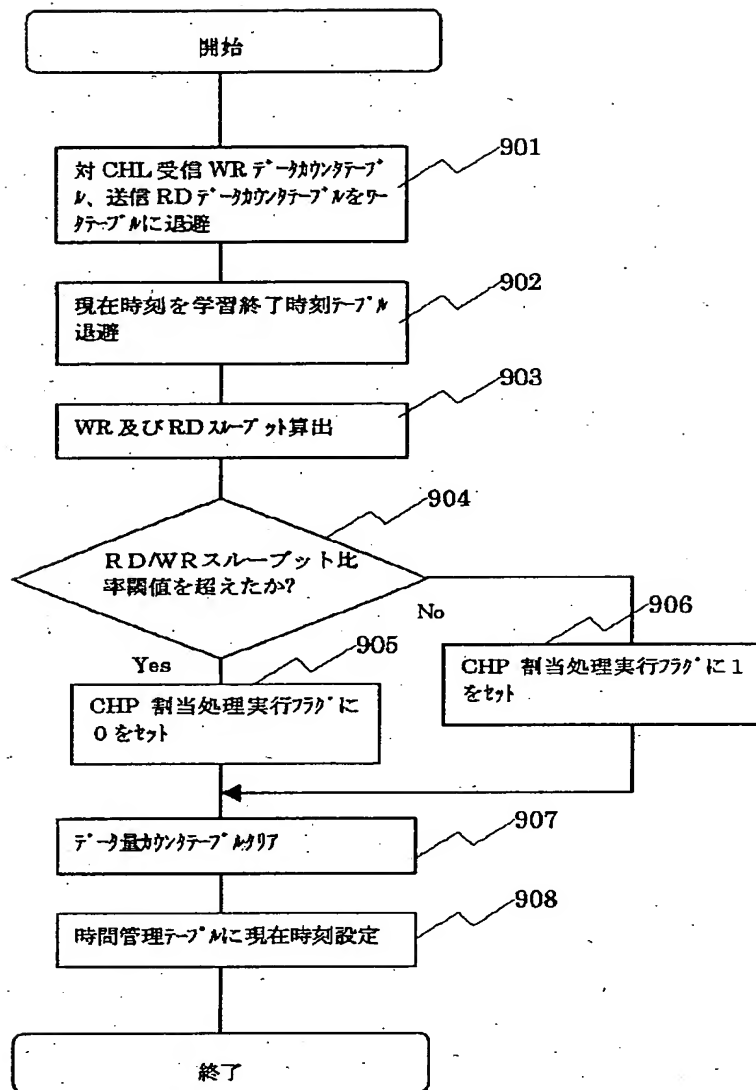 開始
901
対 CHL 受信 WR データカウンタテーブ
ル、送信 RD データカウンタテーブルをワー
クテーブルに退避
902
現在時刻を学習終了時刻テーブル
退避
903
WR 及び RD スループット算出
904
RD/WRスループット比
率閾値を超えたか?
No
906
905
Yes
CHP 割当処理実行フラグに 1
をセット
CHP 割当処理実行フラグに
0 をセット
907
データ量カウンタテーブルクリア
908
時間管理テーブルに現在時刻設定
終了